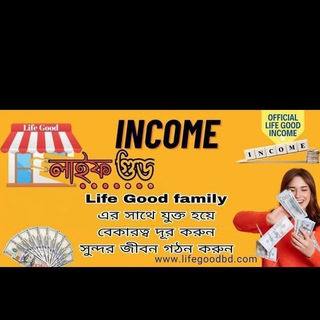 Life Good
INCOME
OFFICIAL
LIFE GOOD
INCOME
INCOME
লাইফ গুড
Life Good family
এর সাথে যুক্ত হয়ে
বেকারত্ব দূর করুন
সুন্দর জীবন গঠন করুন
www.lifegoodbd.com